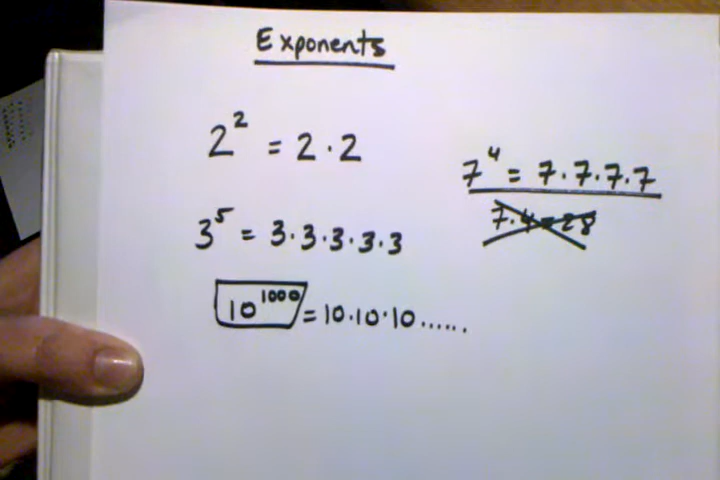 Exponents
2² = 2 · 2
3⁵ = 3·3·3·3·3
10¹⁰⁰⁰ = 10·10·10......
7⁴ = 7·7·7·7
7·4=28